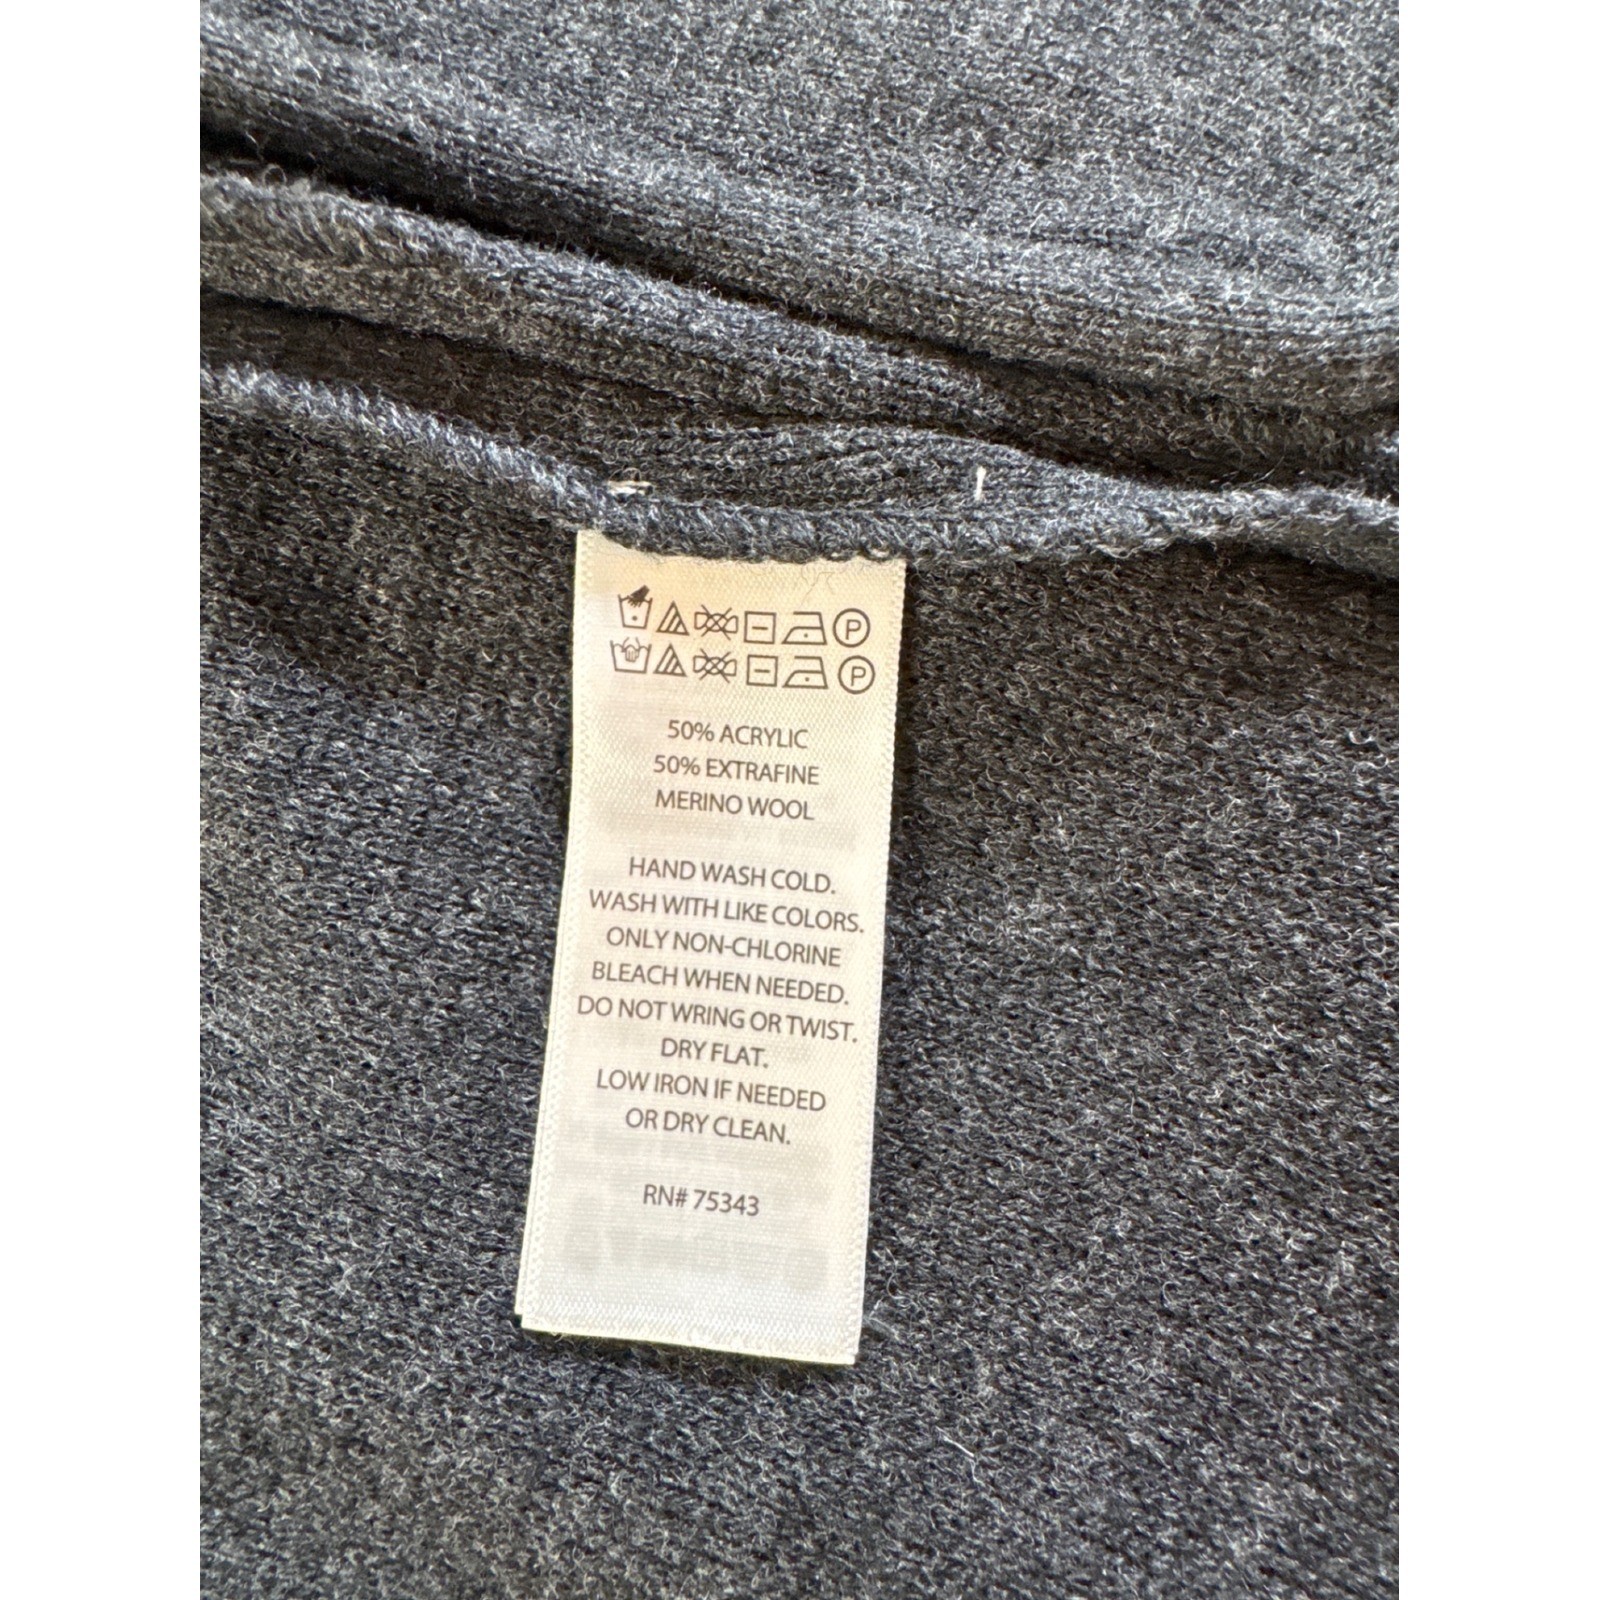 50% ACRYLIC
50% EXTRAFINE
MERINO WOOL
HAND WASH COLD.
WASH WITH LIKE COLORS.
ONLY NON-CHLORINE
BLEACH WHEN NEEDED.
DO NOT WRING OR TWIST.
DRY FLAT.
LOW IRON IF NEEDED
OR DRY CLEAN.
RN# 75343